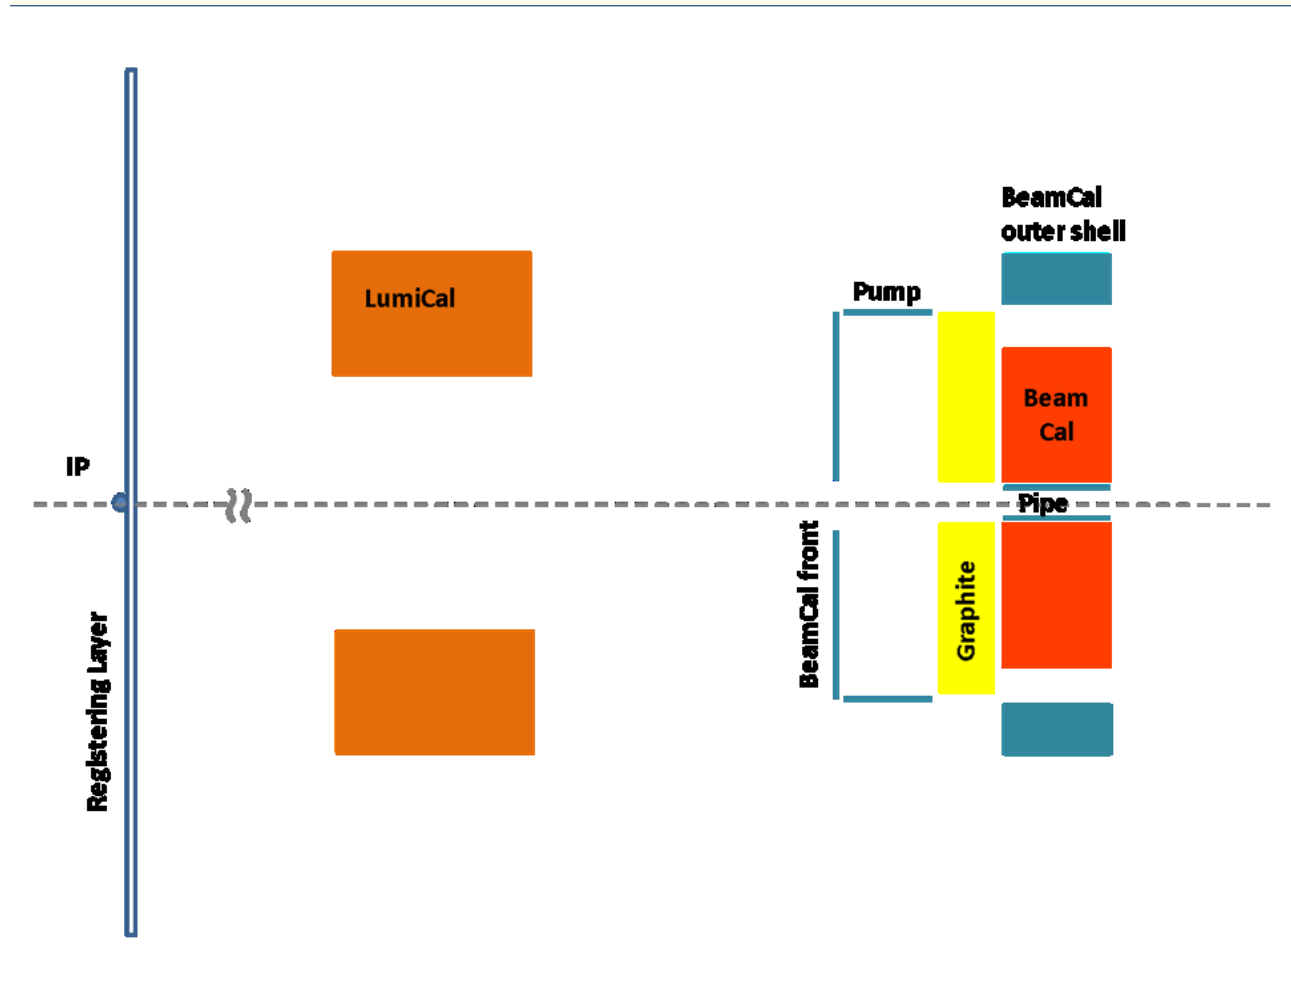 BeamCal
outer shell
Pump
LumiCal
Beam
Cal
IP
Pipe
BeamCal front
Graphite
Registering Layer